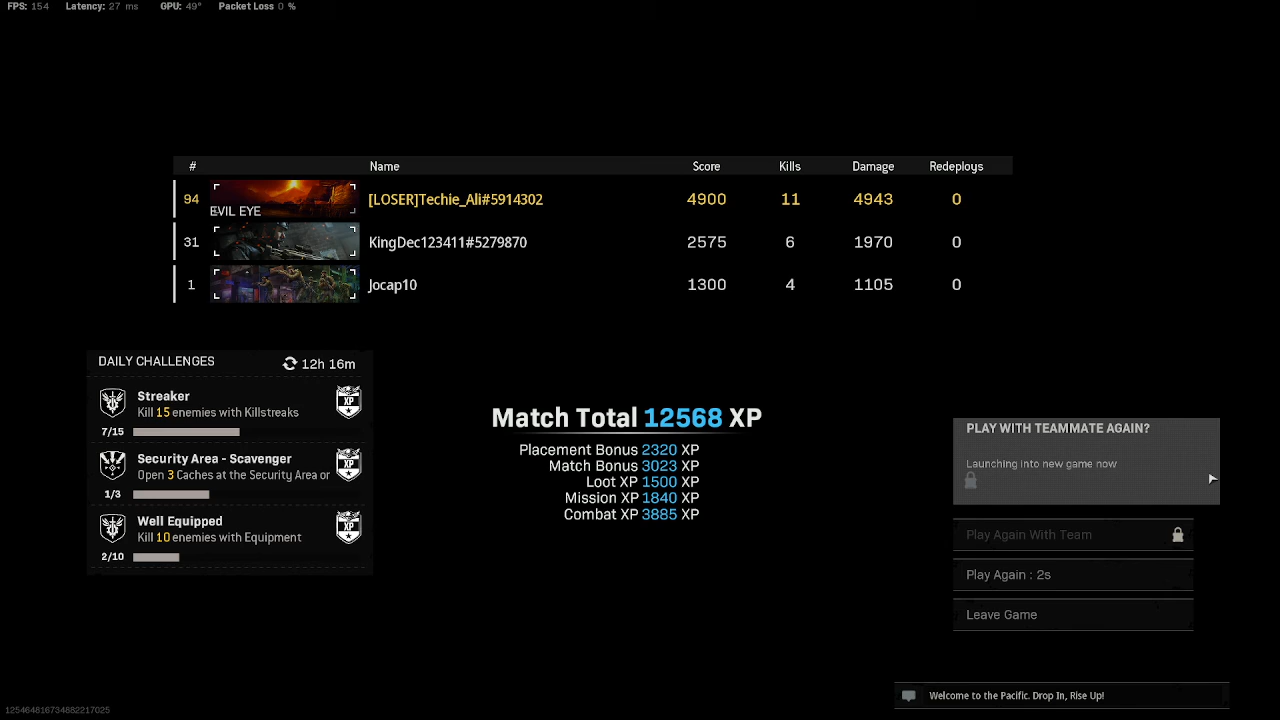 FPS: 154 Latency: 27 ms GPU: 49° Packet Loss 0 %
# Name Score Kills Damage Redeploys
94 EVIL EYE [LOSER]Techie_Ali#5914302 4900 11 4943 0
31 KingDec123411#5279870 2575 6 1970 0
1 Jocap10 1300 4 1105 0
DAILY CHALLENGES 12h 16m
Streaker
Kill 15 enemies with Killstreaks
XP
7/15
Security Area - Scavenger
Open 3 Caches at the Security Area or
XP
1/3
Well Equipped
Kill 10 enemies with Equipment
XP
2/10
Match Total 12568 XP
Placement Bonus 2320 XP
Match Bonus 3023 XP
Loot XP 1500 XP
Mission XP 1840 XP
Combat XP 3885 XP
PLAY WITH TEAMMATE AGAIN?
Launching into new game now
Play Again With Team
Play Again : 2s
Leave Game
Welcome to the Pacific. Drop In, Rise Up!
12546481673488221​7025